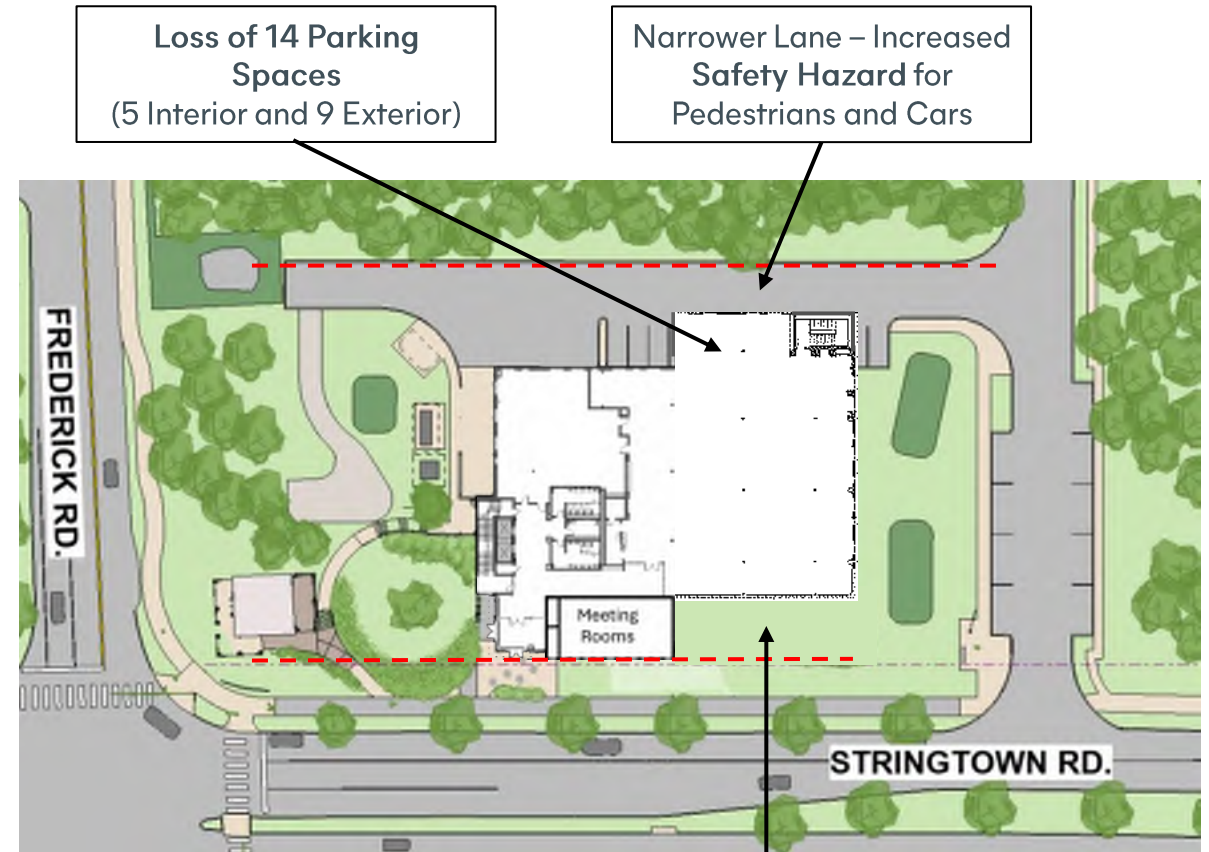 Loss of 14 Parking
Spaces
(5 Interior and 9 Exterior)
Narrower Lane – Increased
Safety Hazard for
Pedestrians and Cars
FREDERICK RD.
Meeting
Rooms
STRINGTOWN RD.